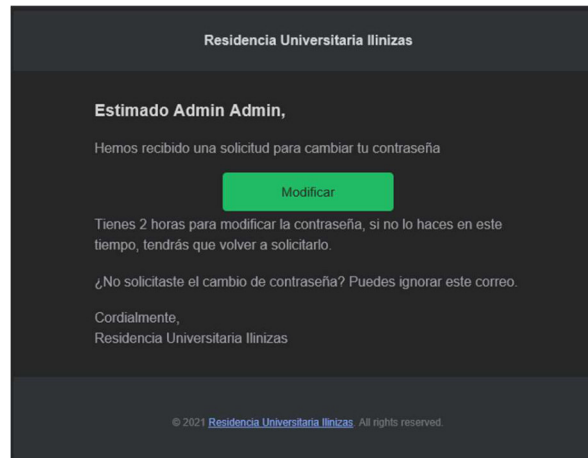 Residencia Universitaria Ilinizas
Estimado Admin Admin,
Hemos recibido una solicitud para cambiar tu contraseña
Modificar
Tienes 2 horas para modificar la contraseña, si no lo haces en este
tiempo, tendrás que volver a solicitarlo.
¿No solicitaste el cambio de contraseña? Puedes ignorar este correo.
Cordialmente,
Residencia Universitaria Ilinizas
© 2021 Residencia Universitaria Ilinizas. All rights reserved.